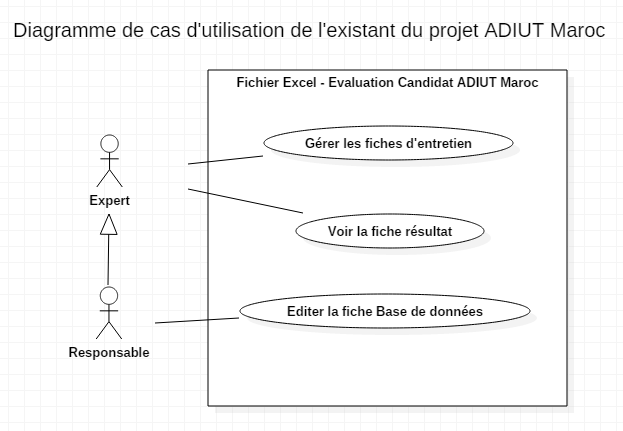 Diagramme de cas d'utilisation de l'existant du projet ADIUT Maroc
Fichier Excel - Evaluation Candidat ADIUT Maroc
Gérer les fiches d'entretien
Expert
Voir la fiche résultat
Editer la fiche Base de données
Responsable